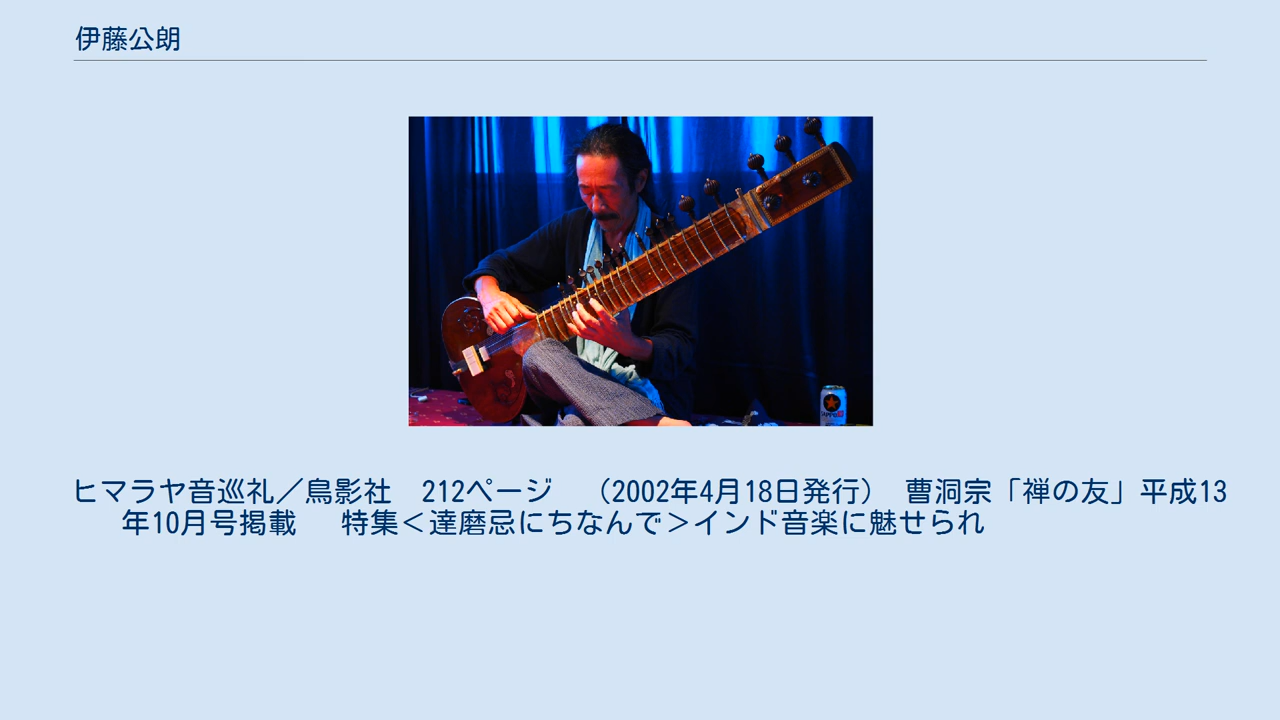 伊藤公朗
ヒマラヤ音巡礼／鳥影社　212ページ　（2002年4月18日発行）　曹洞宗「禅の友」平成13
年10月号掲載　 特集＜達磨忌にちなんで＞インド音楽に魅せられ
SAPPORO